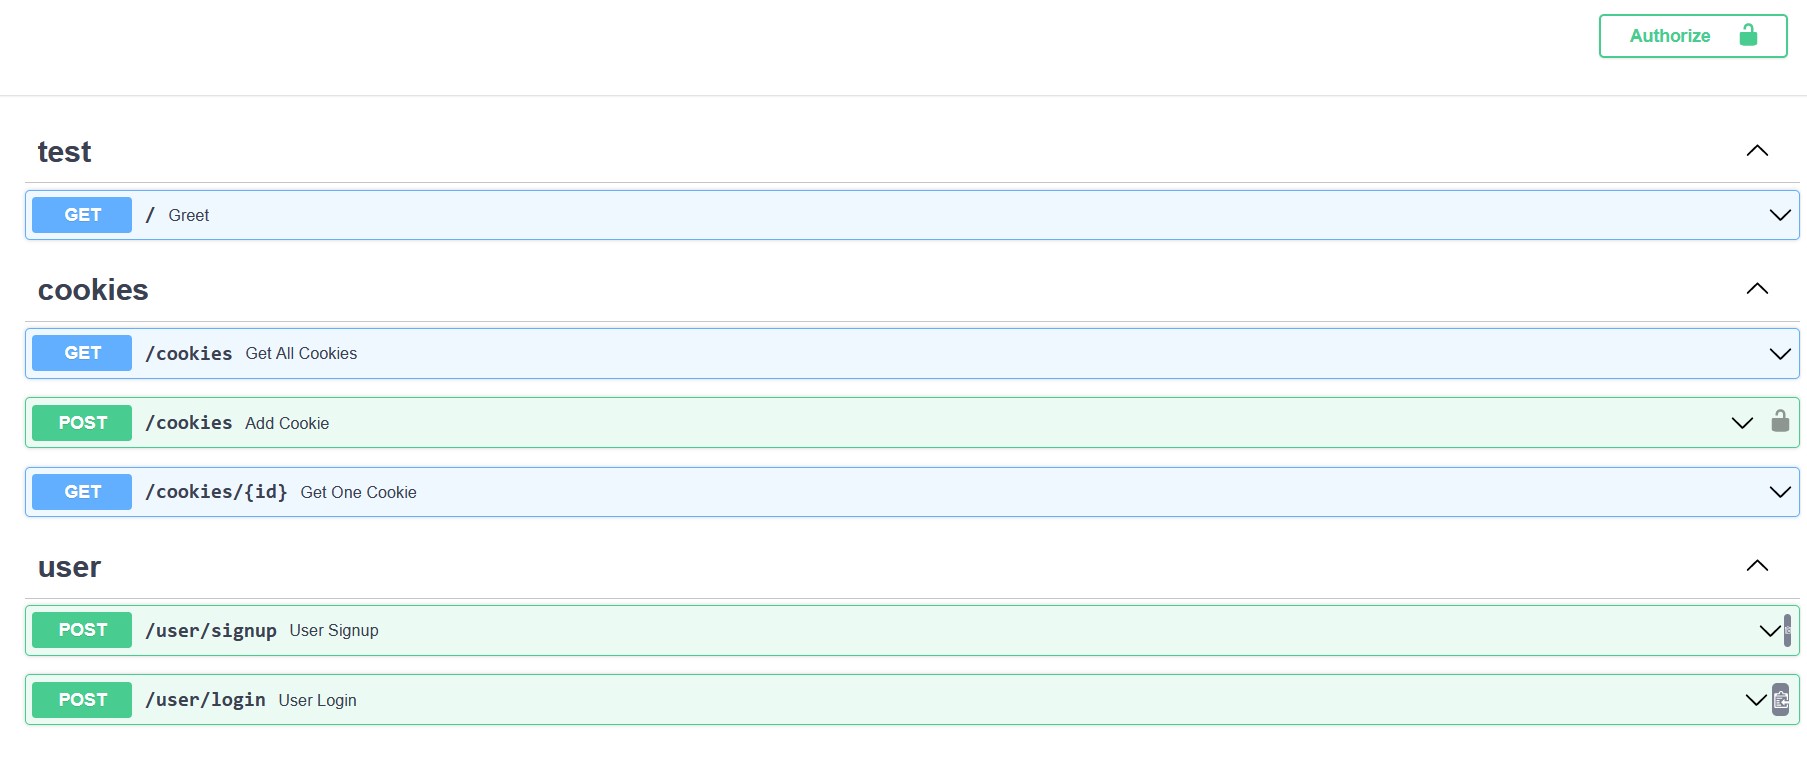 Authorize
test
GET / Greet
cookies
GET /cookies Get All Cookies
POST /cookies Add Cookie
GET /cookies/{id} Get One Cookie
user
POST /user/signup User Signup
POST /user/login User Login